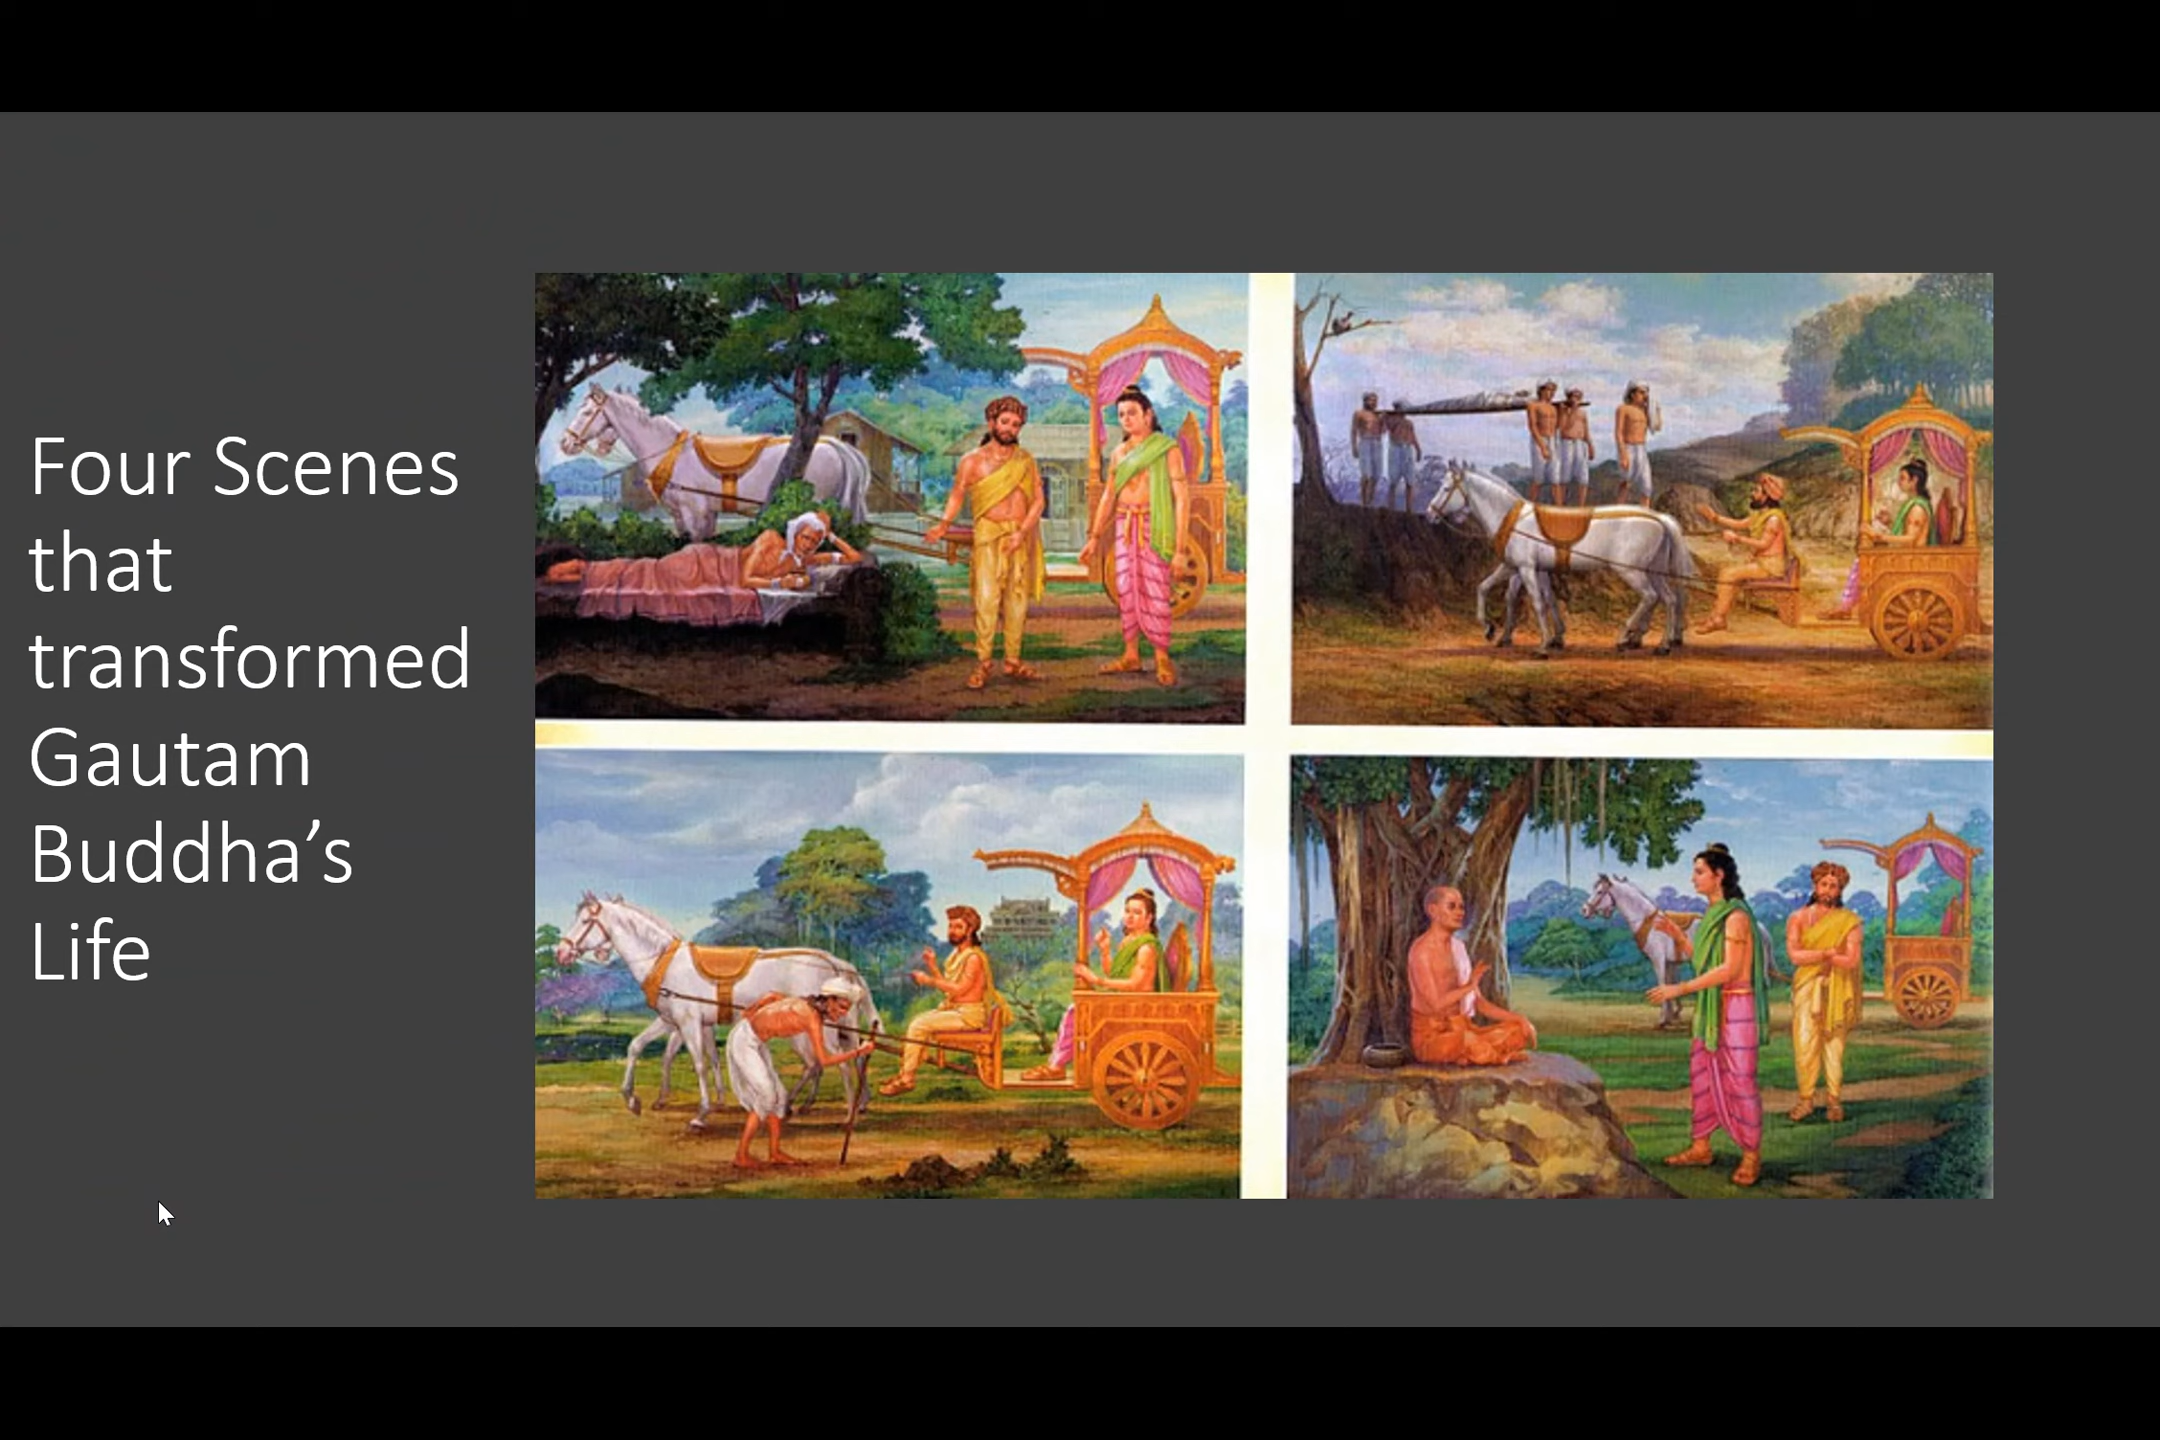 Four Scenes
that
transformed
Gautam
Buddha’s
Life